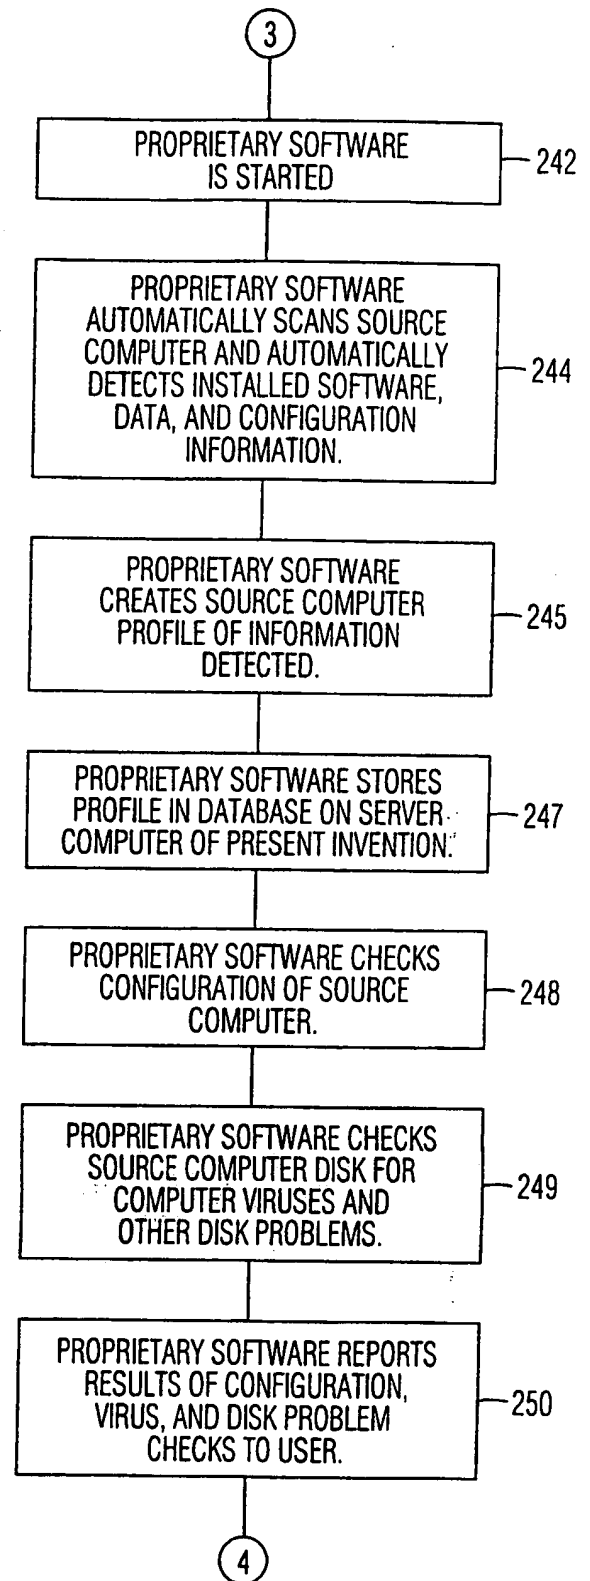 3
PROPRIETARY SOFTWARE
IS STARTED
242
PROPRIETARY SOFTWARE
AUTOMATICALLY SCANS SOURCE
COMPUTER AND AUTOMATICALLY
DETECTS INSTALLED SOFTWARE,
DATA, AND CONFIGURATION
INFORMATION.
244
PROPRIETARY SOFTWARE
CREATES SOURCE COMPUTER
PROFILE OF INFORMATION
DETECTED.
245
PROPRIETARY SOFTWARE STORES
PROFILE IN DATABASE ON SERVER
COMPUTER OF PRESENT INVENTION.
247
PROPRIETARY SOFTWARE CHECKS
CONFIGURATION OF SOURCE
COMPUTER.
248
PROPRIETARY SOFTWARE CHECKS
SOURCE COMPUTER DISK FOR
COMPUTER VIRUSES AND
OTHER DISK PROBLEMS.
249
PROPRIETARY SOFTWARE REPORTS
RESULTS OF CONFIGURATION,
VIRUS, AND DISK PROBLEM
CHECKS TO USER.
250
4